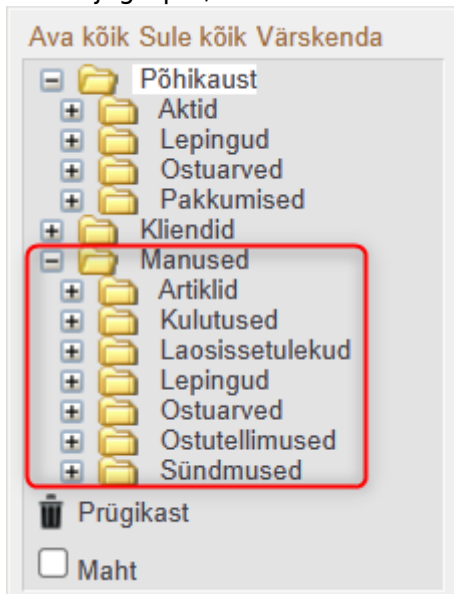 Ava kõik Sule kõik Värskenda
Põhikaust
Aktid
Lepingud
Ostuarved
Pakkumised
Kliendid
Manused
Artiklid
Kulutused
Laosissetulekud
Lepingud
Ostuarved
Ostutellimused
Sündmused
Prügikast
Maht